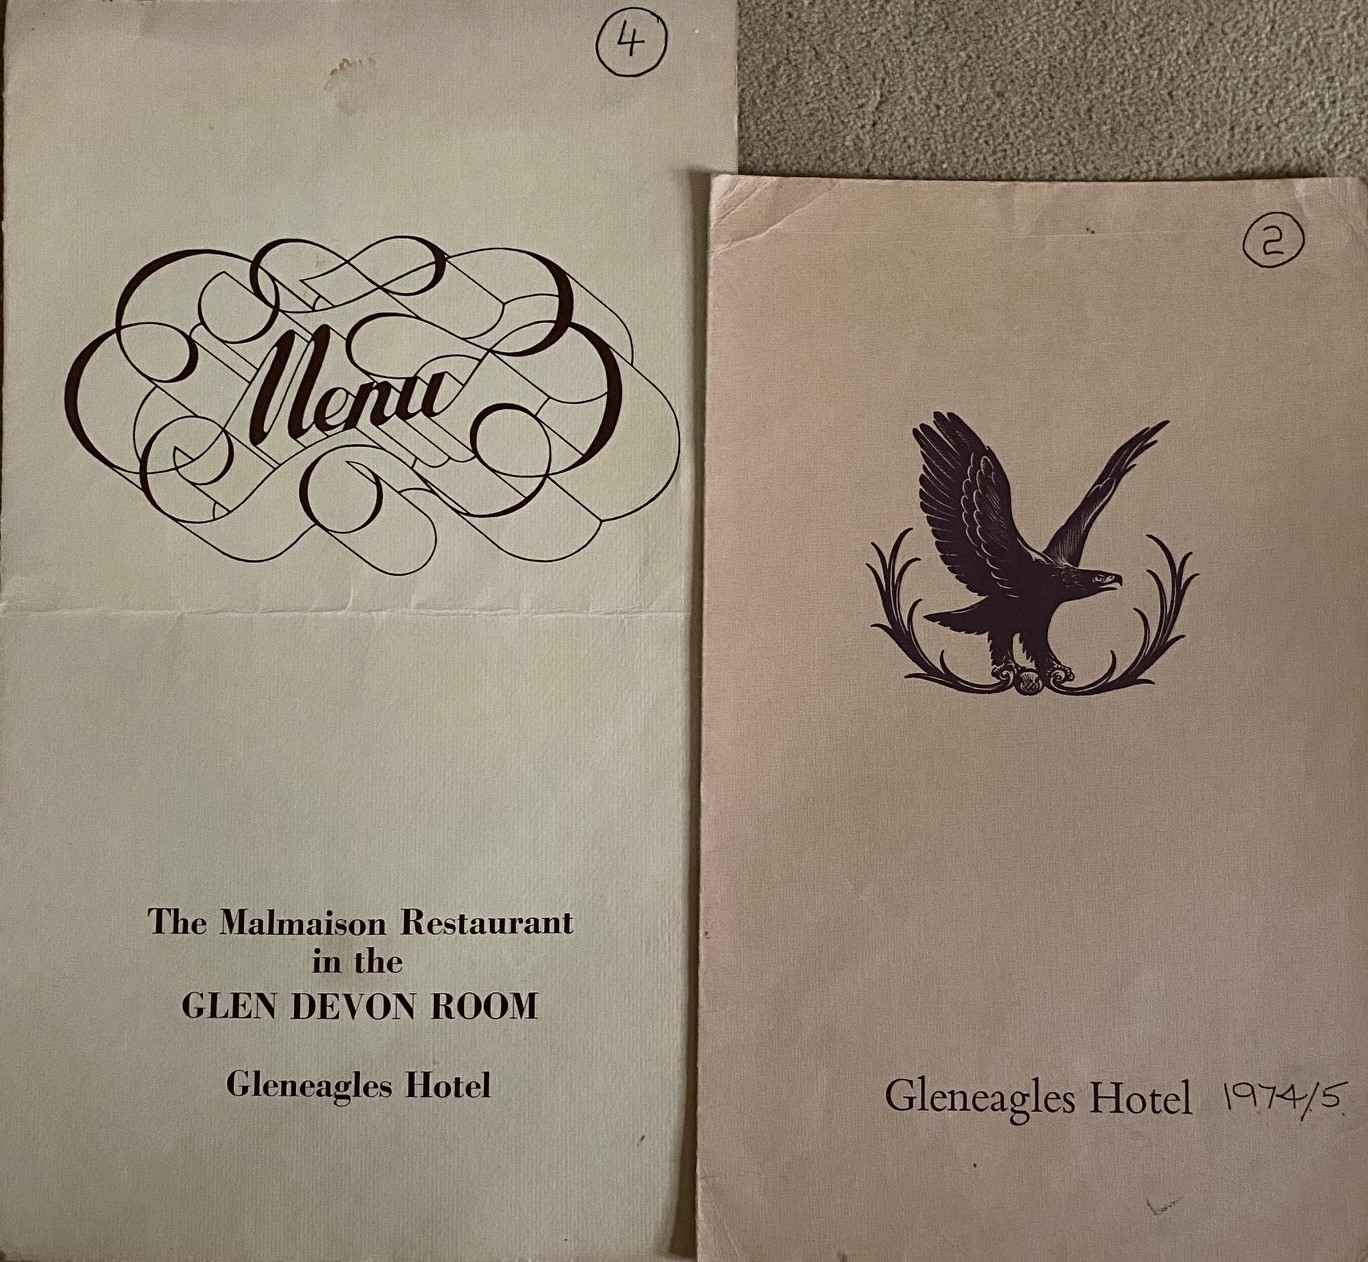 4
Menu
The Malmaison Restaurant
in the
GLEN DEVON ROOM
Gleneagles Hotel
2
Gleneagles Hotel 1974/5.